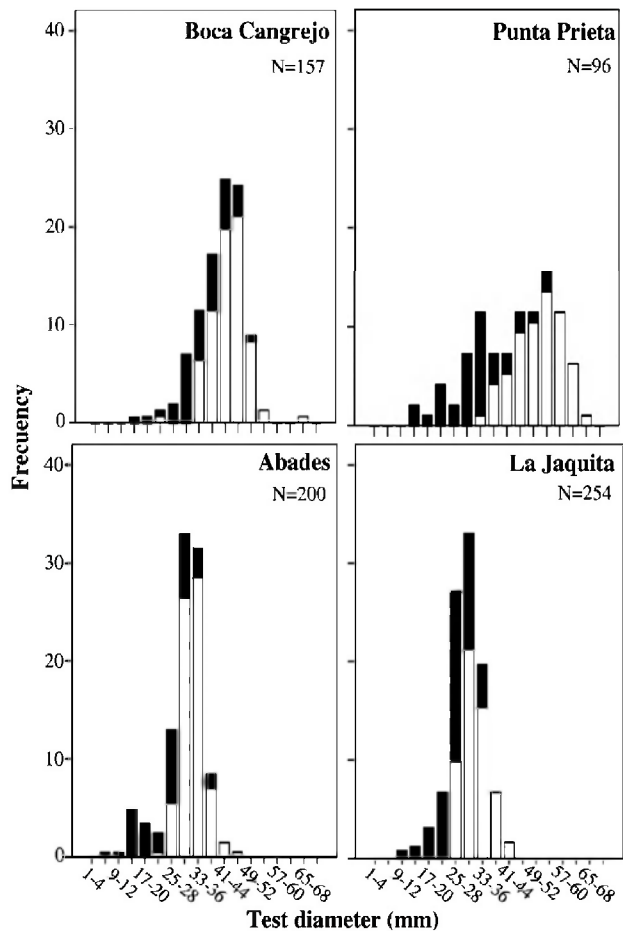 40
30
20
10
0
Boca Cangrejo
N=157
Punta Prieta
N=96
Frecuency
40
30
20
10
0
Abades
N=200
La Jaquita
N=254
1-4
9-12
17-20
25-28
33-36
41-44
49-52
57-60
65-68
1-4
9-12
17-20
25-28
33-36
41-44
49-52
57-60
65-68
Test diameter (mm)